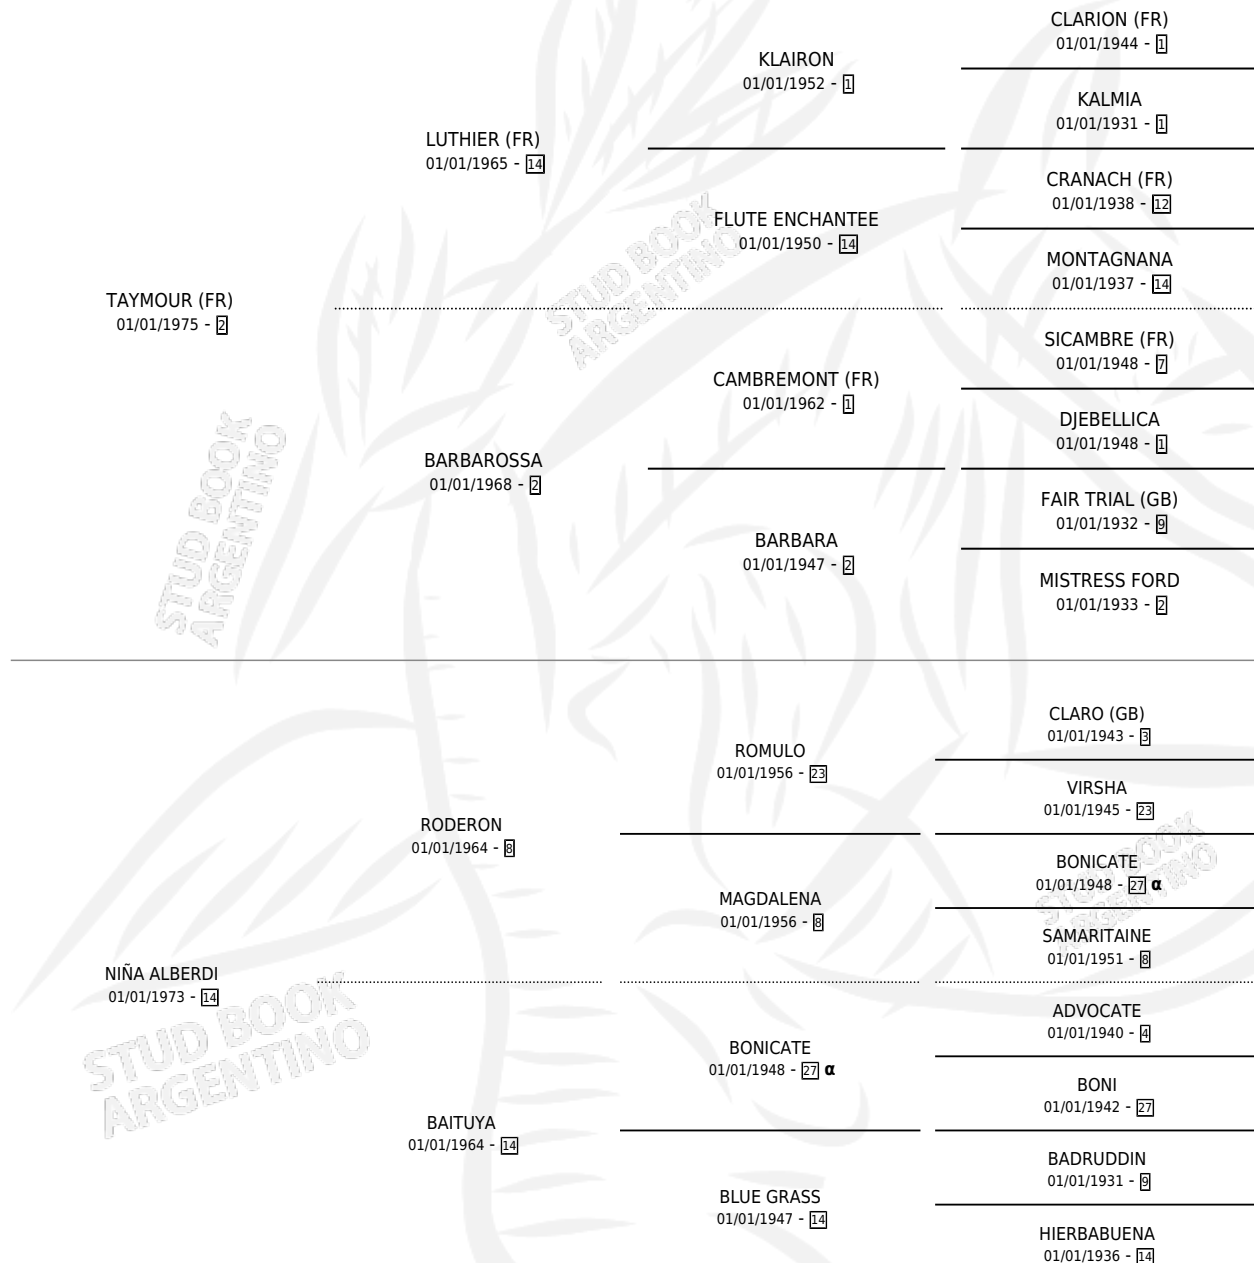 CLARION (FR)
01/01/1944 - 1
KLAIRON
01/01/1952 - 1
KALMIA
01/01/1931 - 1
LUTHIER (FR)
01/01/1965 - 14
CRANACH (FR)
01/01/1938 - 12
FLUTE ENCHANTEE
01/01/1950 - 14
MONTAGNANA
01/01/1937 - 14
TAYMOUR (FR)
01/01/1975 - 2
SICAMBRE (FR)
01/01/1948 - 7
CAMBREMONT (FR)
01/01/1962 - 1
DJEBELLICA
01/01/1948 - 1
BARBAROSSA
01/01/1968 - 2
FAIR TRIAL (GB)
01/01/1932 - 9
BARBARA
01/01/1947 - 2
MISTRESS FORD
01/01/1933 - 2
STUD BOOK
ARGENTINO
STUD BOOK
ARGENTINO
CLARO (GB)
01/01/1943 - 3
ROMULO
01/01/1956 - 23
VIRSHA
01/01/1945 - 23
RODERON
01/01/1964 - 8
BONICATE
01/01/1948 - 27 α
MAGDALENA
01/01/1956 - 8
SAMARITAINE
01/01/1951 - 8
STUD BOOK
ARGENTINO
NIÑA ALBERDI
01/01/1973 - 14
ADVOCATE
01/01/1940 - 4
BONICATE
01/01/1948 - 27 α
BONI
01/01/1942 - 27
BAITUYA
01/01/1964 - 14
BADRUDDIN
01/01/1931 - 9
BLUE GRASS
01/01/1947 - 14
HIERBABUENA
01/01/1936 - 14
STUD BOOK
ARGENTINO